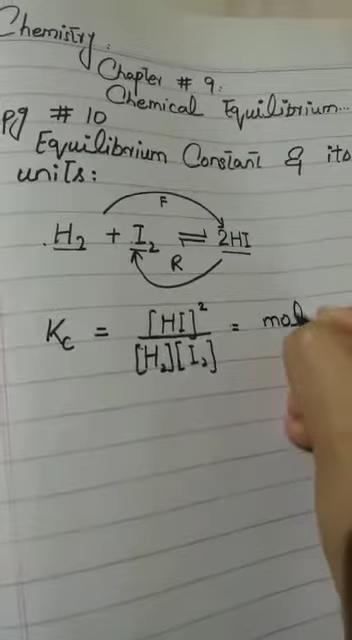 Chemistry.
Chapter # 9.
Chemical Equilibrium...
Pg # 10
Equilibrium Constant & its
units:
F
H₂ + I₂ ⇌ 2HI
R
Kc = [HI]² / [H₂][I₂] = mol